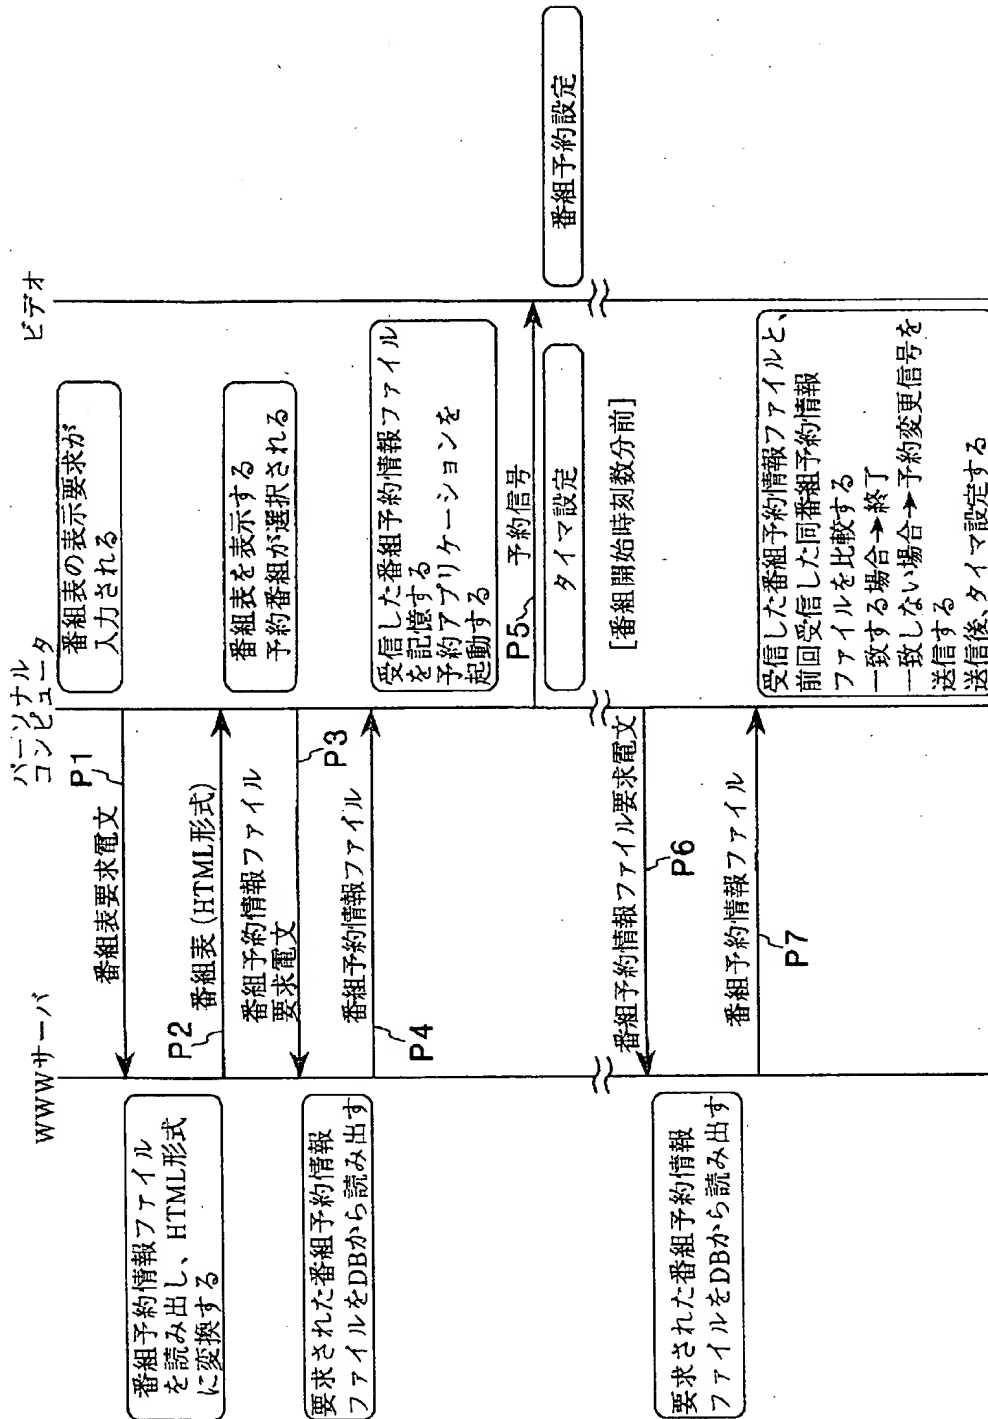 WWWサーバ
パーソナル
コンピュータ
ビデオ
番組表の表示要求が
入力される
P1
番組表要求電文
番組予約情報ファイル
を読み出し、HTML形式
に変換する
P2
番組表(HTML形式)
番組表を表示する
予約番組が選択される
番組予約情報ファイル
要求電文
P3
要求された番組予約情報
ファイルをDBから読み出す
番組予約情報ファイル
P4
受信した番組予約情報ファイル
を記憶する
予約アプリケーションを
起動する
P5
予約信号
タイマ設定
番組予約設定
[番組開始時刻数分前]
番組予約情報ファイル要求電文
P6
要求された番組予約情報
ファイルをDBから読み出す
番組予約情報ファイル
P7
受信した番組予約情報ファイルと、
前回受信した同番組予約情報
ファイルを比較する
一致する場合→終了
一致しない場合→予約変更信号を
送信する
送信後、タイマ設定する